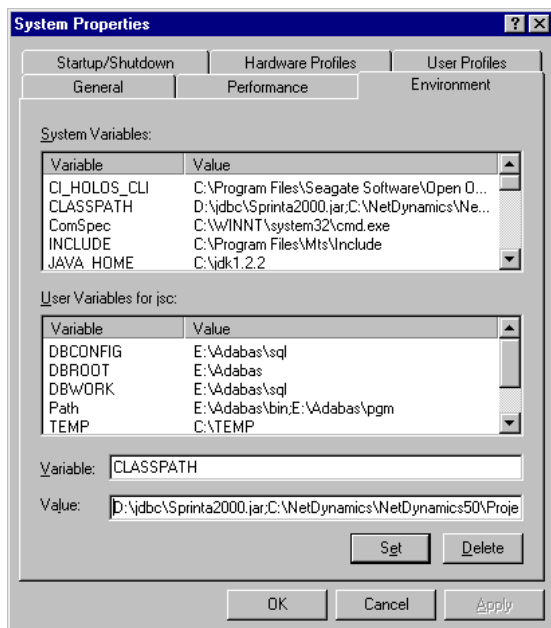 System Properties
Startup/Shutdown Hardware Profiles User Profiles
General Performance Environment
System Variables:
Variable Value
CI_HOLOS_CLI C:\Program Files\Seagate Software\Open O...
CLASSPATH D:\jdbc\Sprinta2000.jar;C:\NetDynamics\Ne...
ComSpec C:\WINNT\system32\cmd.exe
INCLUDE C:\Program Files\Mts\Include
JAVA_HOME C:\jdk1.2.2
User Variables for jsc:
Variable Value
DBCONFIG E:\Adabas\sql
DBROOT E:\Adabas
DBWORK E:\Adabas\sql
Path E:\Adabas\bin;E:\Adabas\pgm
TEMP C:\TEMP
Variable: CLASSPATH
Value: D:\jdbc\Sprinta2000.jar;C:\NetDynamics\NetDynamics50\Proje
Set Delete
OK Cancel Apply